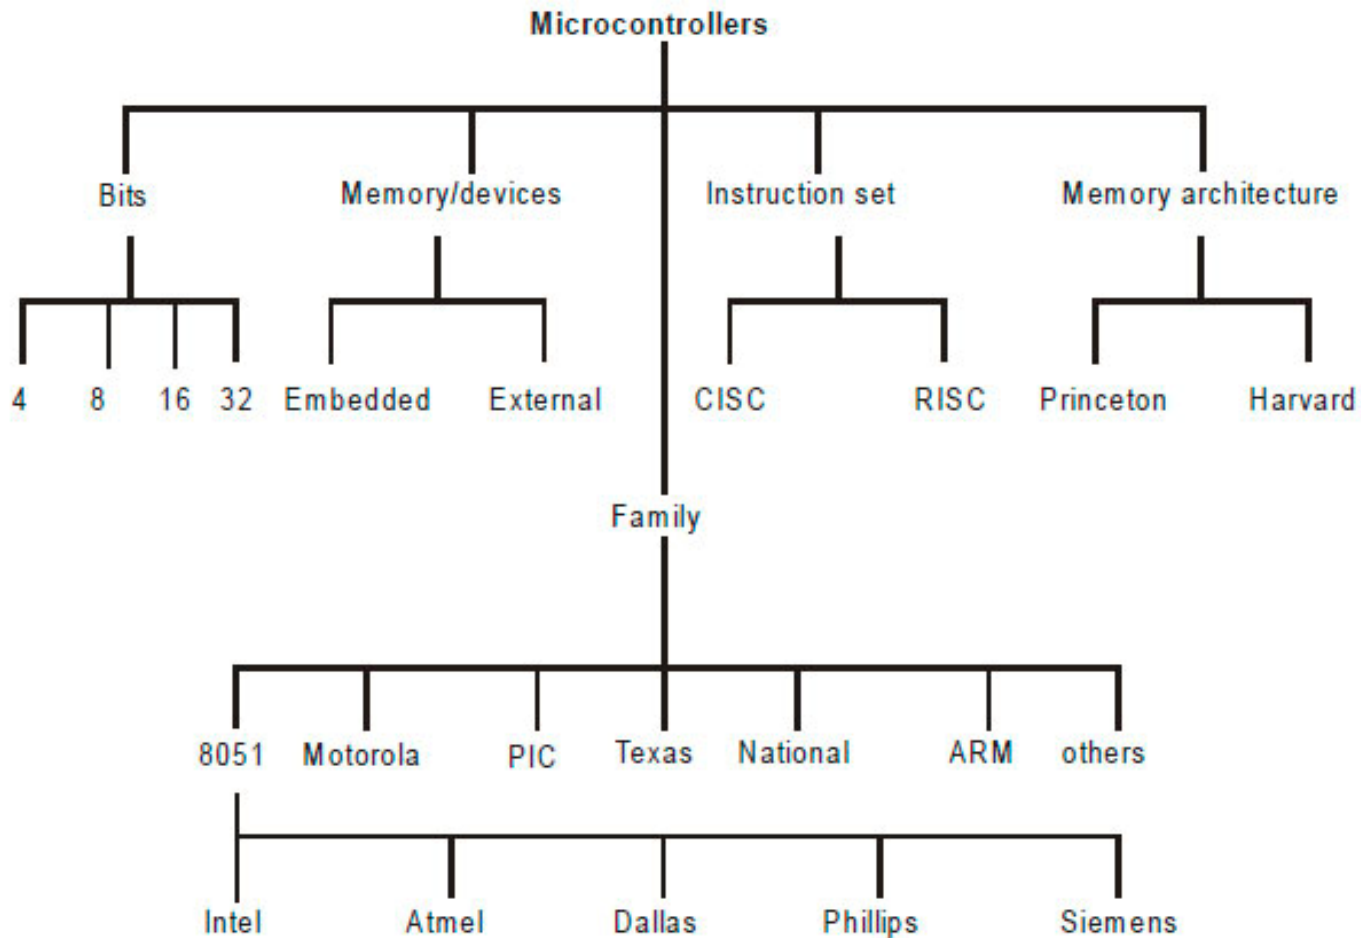 Microcontrollers
Bits Memory/devices Instruction set Memory architecture
4 8 16 32 Embedded External CISC RISC Princeton Harvard
Family
8051 Motorola PIC Texas National ARM others
Intel Atmel Dallas Phillips Siemens